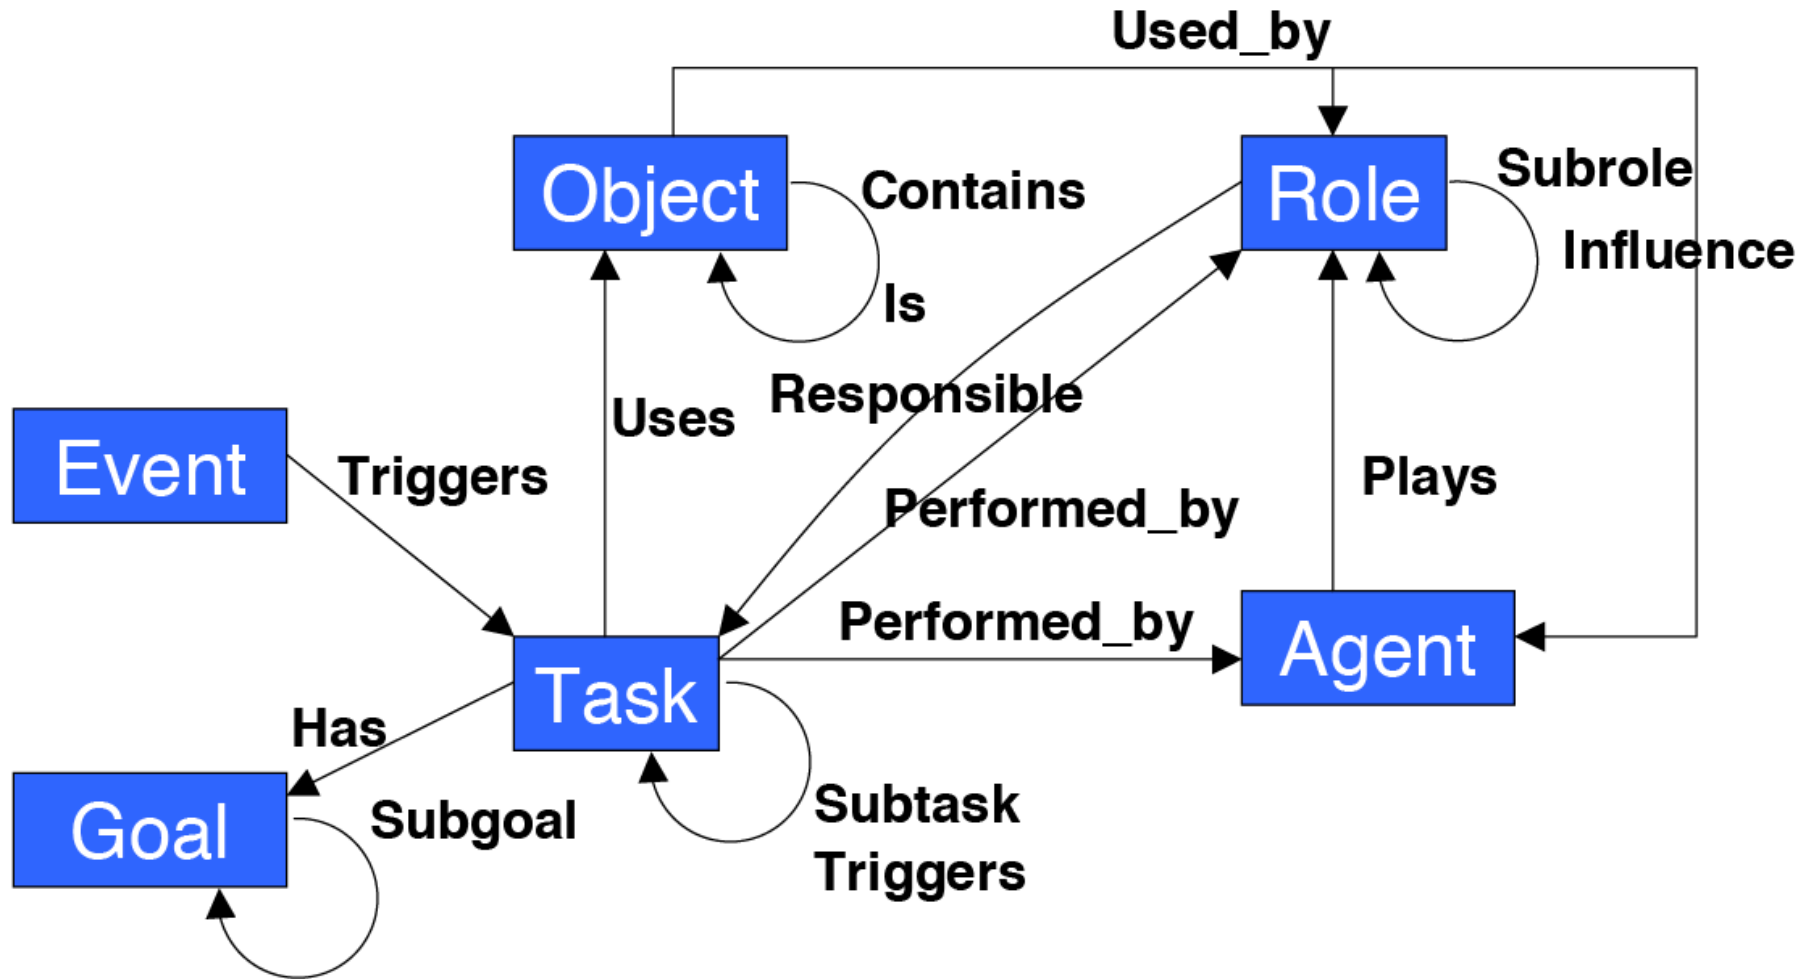 Used_by
Object
Contains
Is
Role
Subrole
Influence
Responsible
Uses
Event
Triggers
Performed_by
Plays
Performed_by
Agent
Task
Has
Subtask
Triggers
Goal
Subgoal